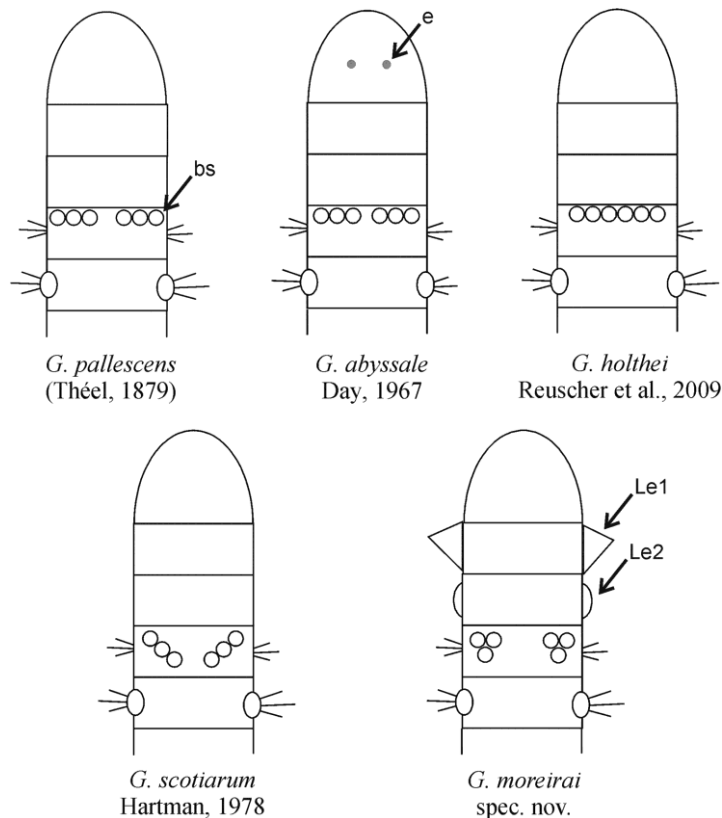 e
bs
G. pallescens
(Théel, 1879)
G. abyssale
Day, 1967
G. holthei
Reuscher et al., 2009
Le1
Le2
G. scotiarum
Hartman, 1978
G. moreirai
spec. nov.